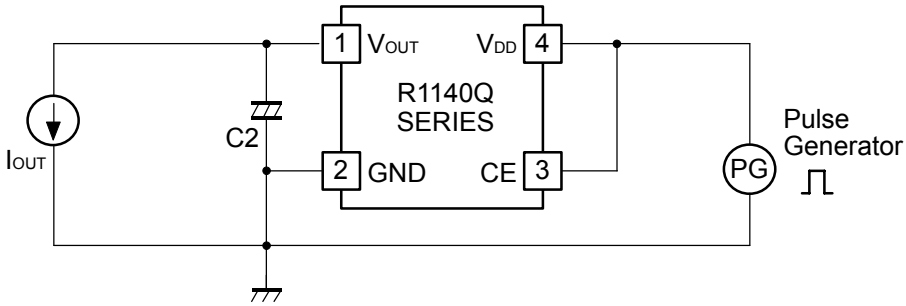 1 VOUT VDD 4
R1140Q
SERIES
C2
IOUT
2 GND CE 3
PG
Pulse
Generator